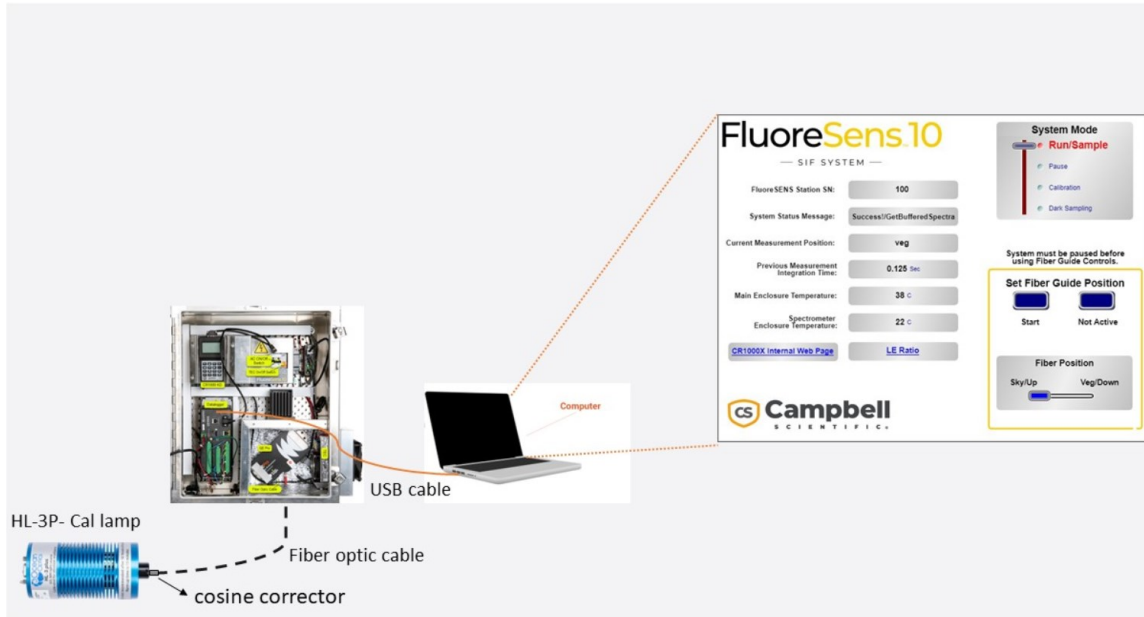 FluoreSens.10
SIF SYSTEM
FluoreSENS Station SN:
100
System Status Message:
Success!/GetBufferedSpectra
Current Measurement Position:
veg
Previous Measurement
Integration Time:
0.125 Sec
Main Enclosure Temperature:
38 C
Spectrometer
Enclosure Temperature:
22 C
CR1000X Internal Web Page
LE Ratio
CS Campbell
SCIENTIFIC
System Mode
Run/Sample
Pause
Calibration
Dark Sampling
System must be paused before
using Fiber Guide Controls.
Set Fiber Guide Position
Start
Not Active
Fiber Position
Sky/Up
Veg/Down
Computer
USB cable
HL-3P- Cal lamp
Fiber optic cable
cosine corrector